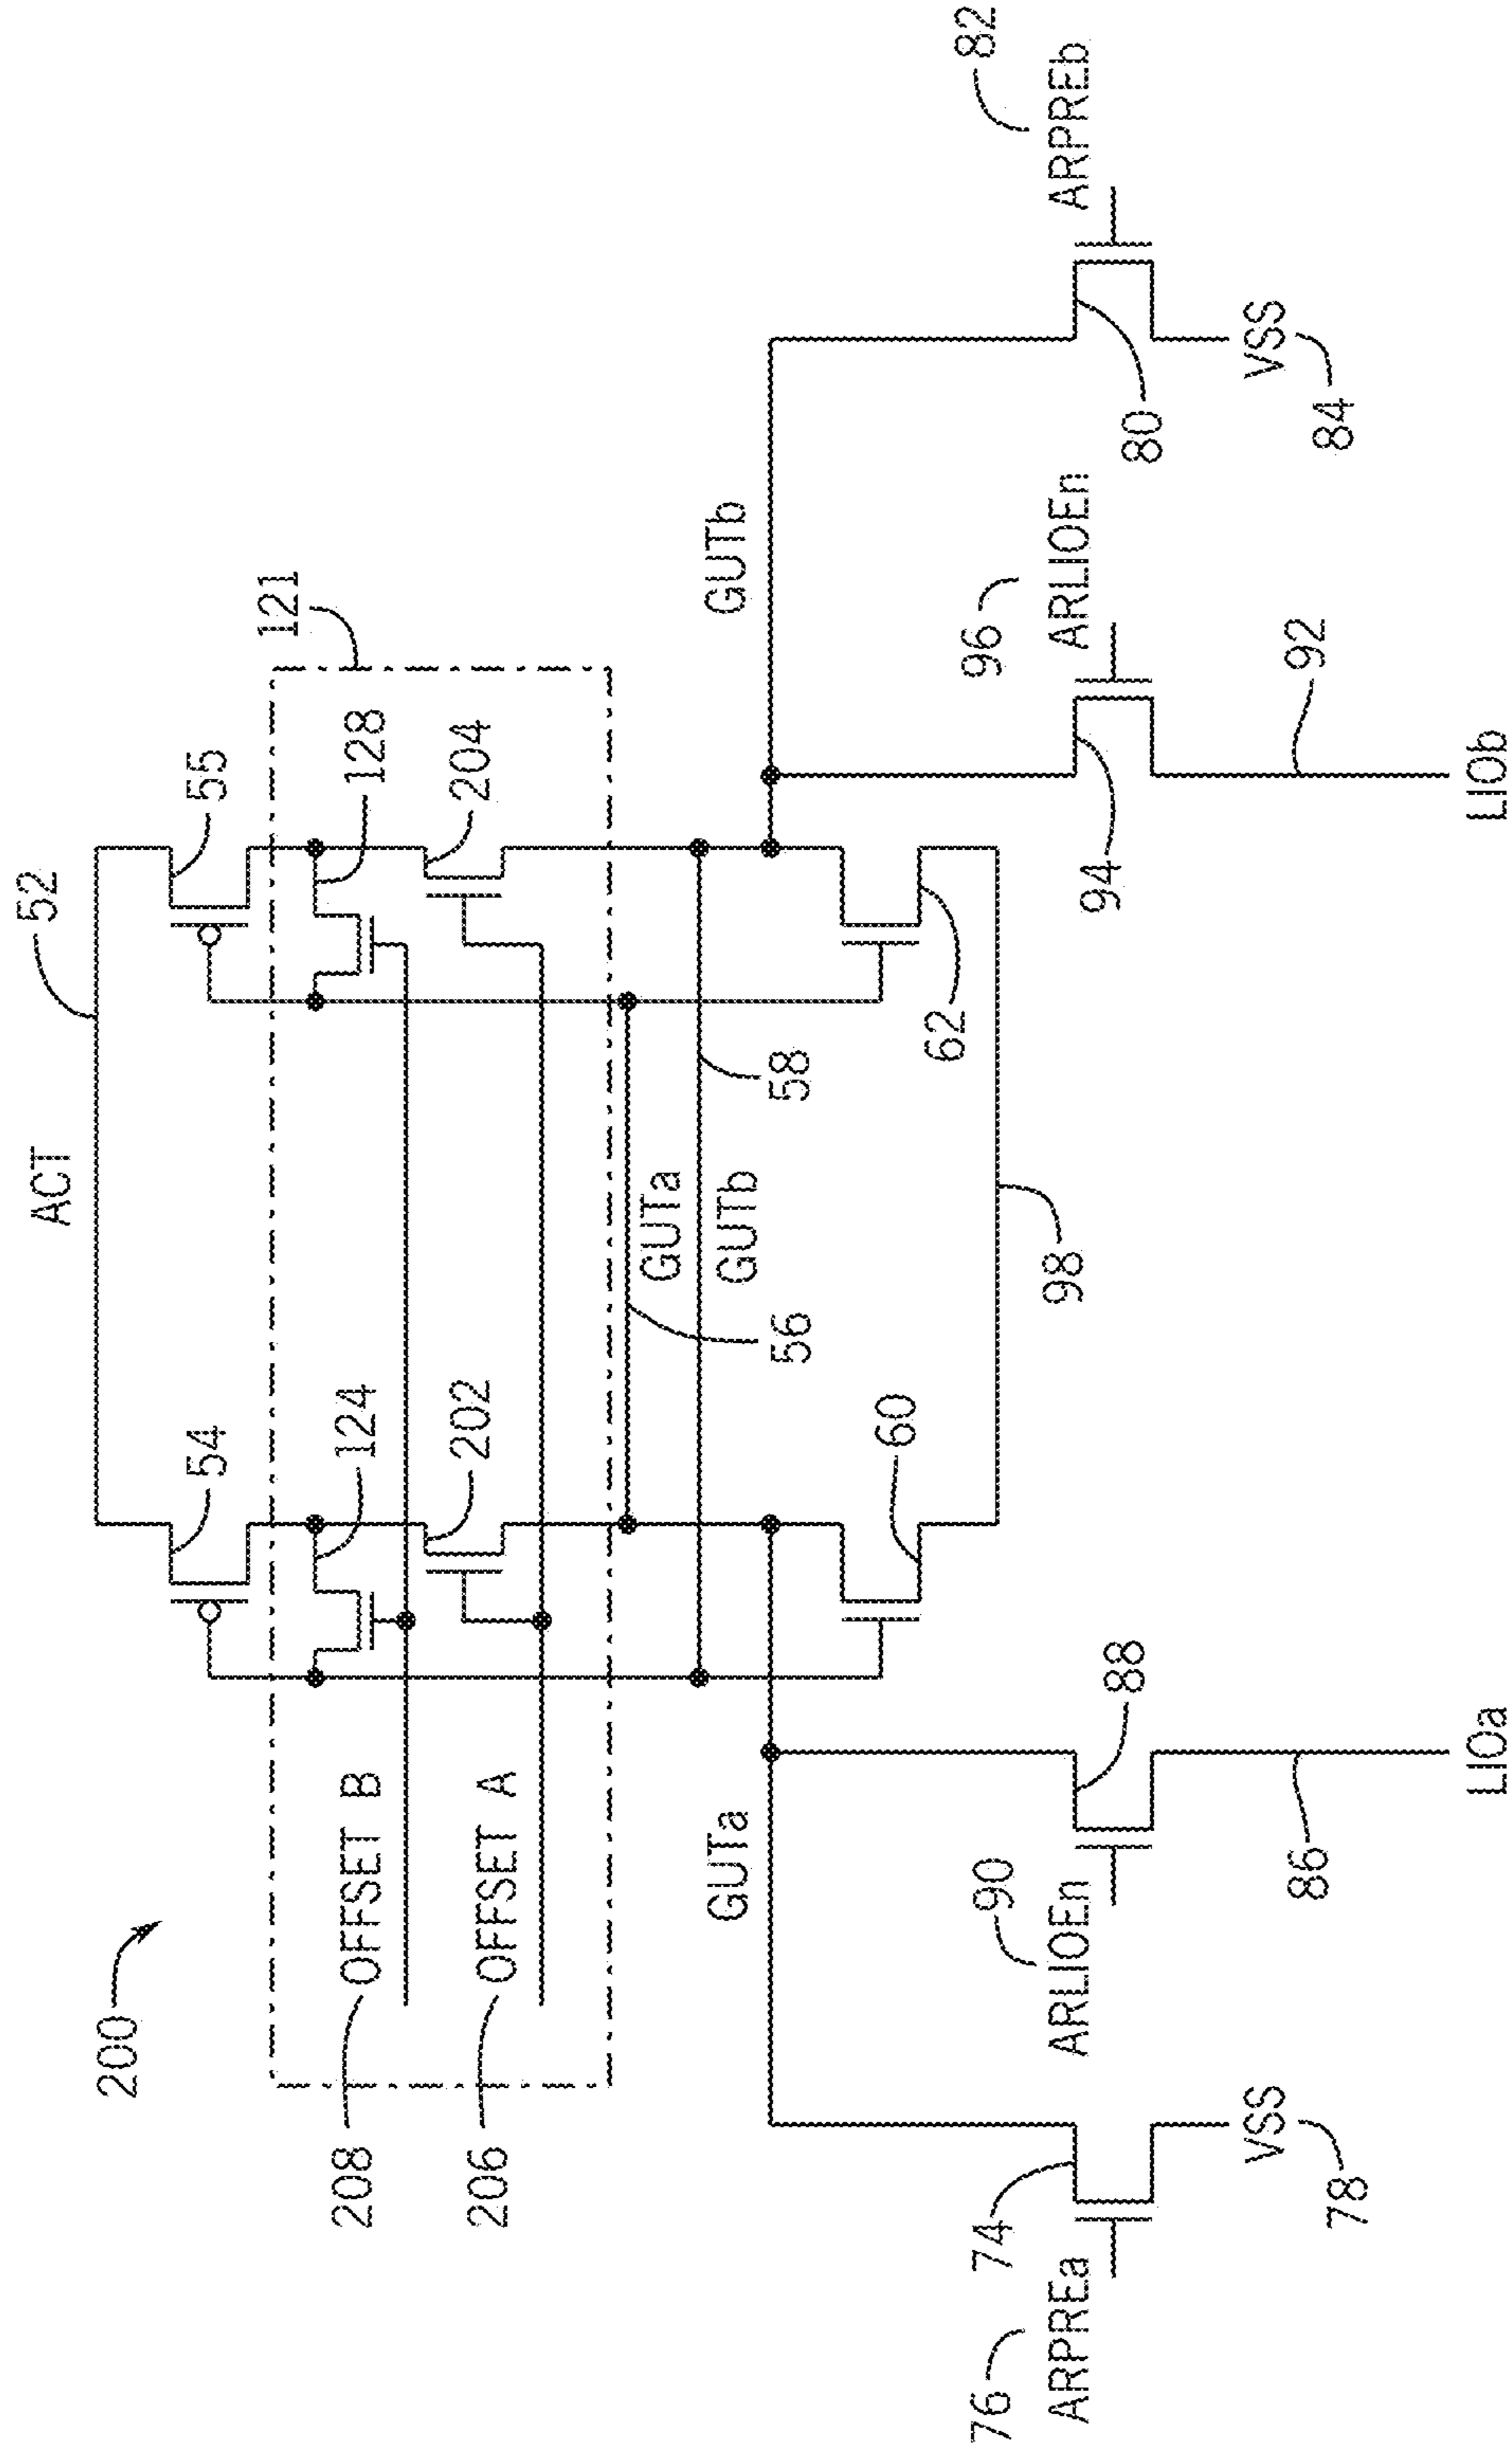 200
ACT
52
54
55
121
208
OFFSET B
124
128
206
OFFSET A
202
204
GUTa
GUTb
56
58
GUTa
GUTb
60
62
98
76
ARPREa
74
VSS
78
90
ARLIOEn
88
86
LIOa
96
ARLIOEn
94
92
LIOb
82
ARPREb
80
VSS
84